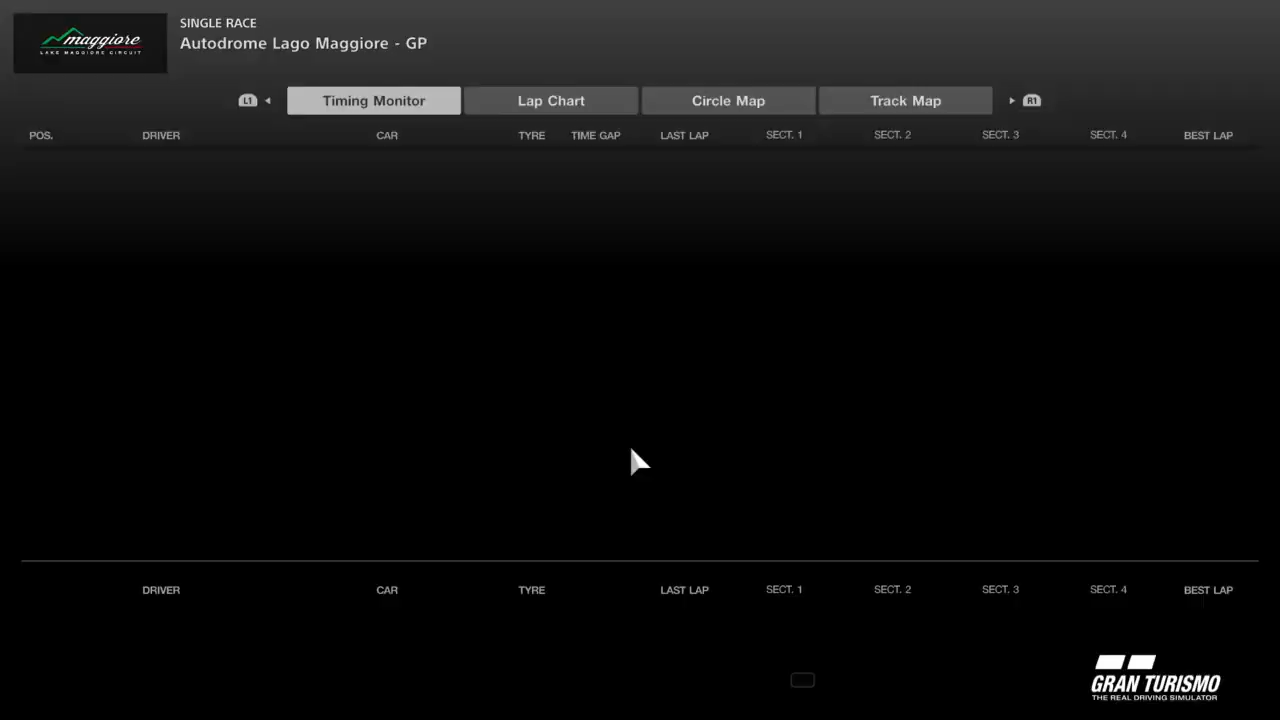 maggiore
LAKE MAGGIORE CIRCUIT
SINGLE RACE
Autodrome Lago Maggiore - GP
L1 Timing Monitor Lap Chart Circle Map Track Map R1
POS. DRIVER CAR TYRE TIME GAP LAST LAP SECT. 1 SECT. 2 SECT. 3 SECT. 4 BEST LAP
DRIVER CAR TYRE LAST LAP SECT. 1 SECT. 2 SECT. 3 SECT. 4 BEST LAP
GRAN TURISMO
THE REAL DRIVING SIMULATOR